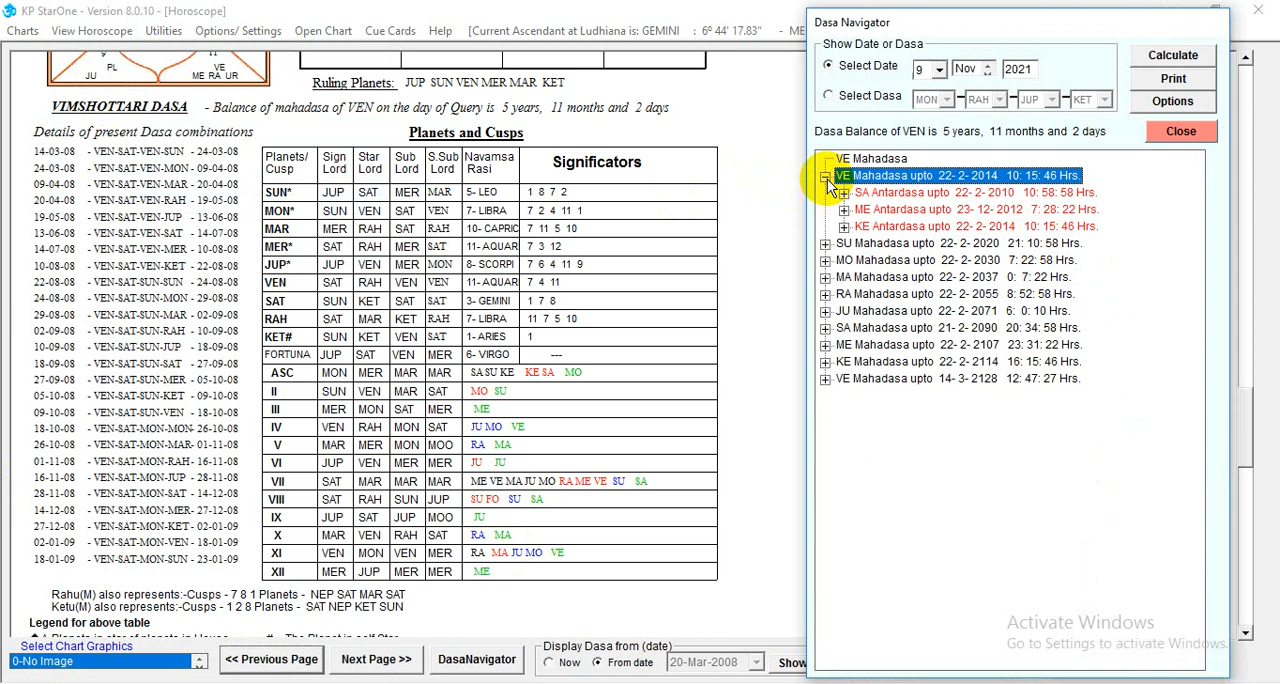 KP StarOne - Version 8.0.10 - [Horoscope]
Charts View Horoscope Utilities Options/ Settings Open Chart Cue Cards Help [Current Ascendant at Ludhiana is: GEMINI : 6º 44' 17.83" - ME
9 11
JU PL VE
ME RA UR
Ruling Planets: JUP SUN VEN MER MAR KET
VIMSHOTTARI DASA - Balance of mahadasa of VEN on the day of Query is 5 years, 11 months and 2 days
Details of present Dasa combinations
Planets and Cusps
14-03-08 - VEN-SAT-VEN-SUN - 24-03-08
24-03-08 - VEN-SAT-VEN-MON - 09-04-08
09-04-08 - VEN-SAT-VEN-MAR - 20-04-08
20-04-08 - VEN-SAT-VEN-RAH - 19-05-08
19-05-08 - VEN-SAT-VEN-JUP - 13-06-08
13-06-08 - VEN-SAT-VEN-SAT - 14-07-08
14-07-08 - VEN-SAT-VEN-MER - 10-08-08
10-08-08 - VEN-SAT-VEN-KET - 22-08-08
22-08-08 - VEN-SAT-SUN-SUN - 24-08-08
24-08-08 - VEN-SAT-SUN-MON - 29-08-08
29-08-08 - VEN-SAT-SUN-MAR - 02-09-08
02-09-08 - VEN-SAT-SUN-RAH - 10-09-08
10-09-08 - VEN-SAT-SUN-JUP - 18-09-08
18-09-08 - VEN-SAT-SUN-SAT - 27-09-08
27-09-08 - VEN-SAT-SUN-MER - 05-10-08
05-10-08 - VEN-SAT-SUN-KET - 09-10-08
09-10-08 - VEN-SAT-SUN-VEN - 18-10-08
18-10-08 - VEN-SAT-MON-MON- 26-10-08
26-10-08 - VEN-SAT-MON-MAR- 01-11-08
01-11-08 - VEN-SAT-MON-RAH - 16-11-08
16-11-08 - VEN-SAT-MON-JUP - 28-11-08
28-11-08 - VEN-SAT-MON-SAT - 14-12-08
14-12-08 - VEN-SAT-MON-MER- 27-12-08
27-12-08 - VEN-SAT-MON-KET - 02-01-09
02-01-09 - VEN-SAT-MON-VEN - 18-01-09
18-01-09 - VEN-SAT-MON-SUN - 23-01-09
Planets/ Cusp Sign Lord Star Lord Sub Lord S.Sub Lord Navamsa Rasi Significators
SUN* JUP SAT MER MAR 5- LEO 1 8 7 2
MON* SUN VEN SAT VEN 7- LIBRA 7 2 4 11 1
MAR MER RAH SAT RAH 10- CAPRIC 7 11 5 10
MER* SAT RAH MER SAT 11- AQUAR 7 3 12
JUP* JUP VEN MER MON 8- SCORPI 7 6 4 11 9
VEN SAT RAH VEN VEN 11- AQUAR 7 4 11
SAT SUN KET SAT SAT 3- GEMINI 1 7 8
RAH SAT MAR KET RAH 7- LIBRA 11 7 5 10
KET# SUN KET VEN SAT 1- ARIES 1
FORTUNA JUP SAT VEN MER 6- VIRGO ---
ASC MON MER MAR MAR SA SU KE KE SA MO
II SUN VEN MAR SAT MO SU
III MER MON SAT MER ME
IV VEN RAH MON SAT JU MO VE
V MAR MER MON MOO RA MA
VI JUP VEN MER MER JU JU
VII SAT MAR MAR MAR ME VE MA JU MO RA ME VE SU SA
VIII SAT RAH SUN JUP SU FO SU SA
IX JUP SAT JUP MOO JU
X MAR VEN RAH SAT RA MA
XI VEN MON VEN MER RA MA JU MO VE
XII MER JUP MER MER ME
Rahu(M) also represents:-Cusps - 7 8 1 Planets - NEP SAT MAR SAT
Ketu(M) also represents:-Cusps - 1 2 8 Planets - SAT NEP KET SUN
Legend for above table
Select Chart Graphics
0-No Image
<< Previous Page
Next Page >>
DasaNavigator
Display Dasa from (date)
Now From date 20-Mar-2008 Show
Dasa Navigator
Show Date or Dasa
Select Date 9 Nov 2021
Select Dasa MON - RAH - JUP - KET
Calculate
Print
Options
Close
Dasa Balance of VEN is 5 years, 11 months and 2 days
VE Mahadasa
VE Mahadasa upto 22- 2- 2014 10: 15: 46 Hrs.
SA Antardasa upto 22- 2- 2010 10: 58: 58 Hrs.
ME Antardasa upto 23- 12- 2012 7: 28: 22 Hrs.
KE Antardasa upto 22- 2- 2014 10: 15: 46 Hrs.
SU Mahadasa upto 22- 2- 2020 21: 10: 58 Hrs.
MO Mahadasa upto 22- 2- 2030 7: 22: 58 Hrs.
MA Mahadasa upto 22- 2- 2037 0: 7: 22 Hrs.
RA Mahadasa upto 22- 2- 2055 8: 52: 58 Hrs.
JU Mahadasa upto 22- 2- 2071 6: 0: 10 Hrs.
SA Mahadasa upto 21- 2- 2090 20: 34: 58 Hrs.
ME Mahadasa upto 22- 2- 2107 23: 31: 22 Hrs.
KE Mahadasa upto 22- 2- 2114 16: 15: 46 Hrs.
VE Mahadasa upto 14- 3- 2128 12: 47: 27 Hrs.
Activate Windows
Go to Settings to activate Windows.